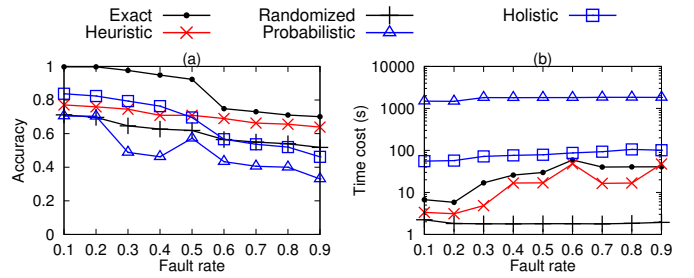 Exact Randomized Holistic
Heuristic Probabilistic
(a) (b)
1 0.8 0.6 0.4 0.2 0
Accuracy
0.1 0.2 0.3 0.4 0.5 0.6 0.7 0.8 0.9
Fault rate
10000 1000 100 10 1
Time cost (s)
0.1 0.2 0.3 0.4 0.5 0.6 0.7 0.8 0.9
Fault rate